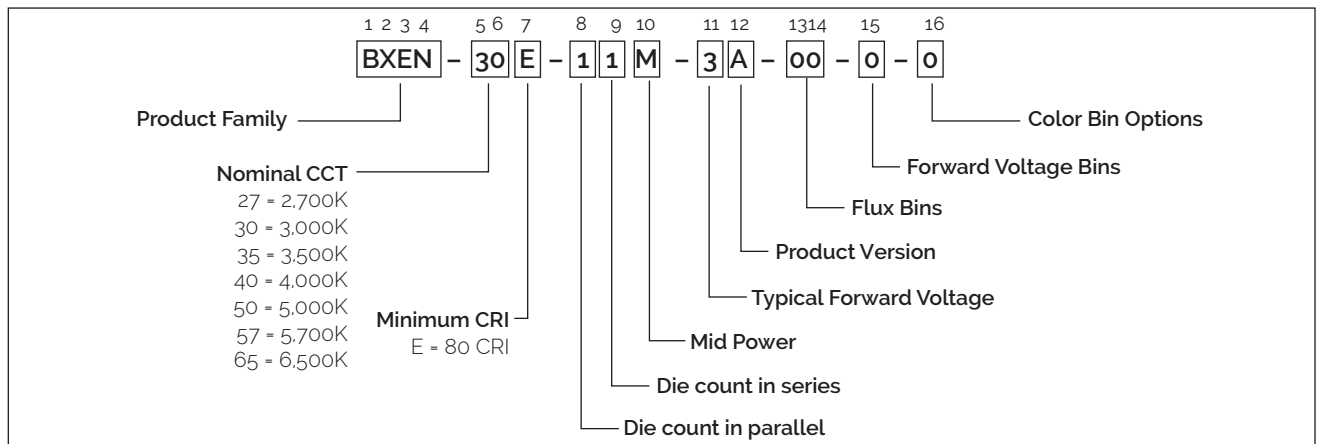 1 2 3 4 5 6 7 8 9 10 11 12 1314 15 16
BXEN – 30 E – 1 1 M – 3 A – 00 – 0 – 0
Product Family
Color Bin Options
Nominal CCT
27 = 2,700K
30 = 3,000K
35 = 3,500K
40 = 4,000K
50 = 5,000K
57 = 5,700K
65 = 6,500K
Minimum CRI
E = 80 CRI
Forward Voltage Bins
Flux Bins
Product Version
Typical Forward Voltage
Mid Power
Die count in series
Die count in parallel